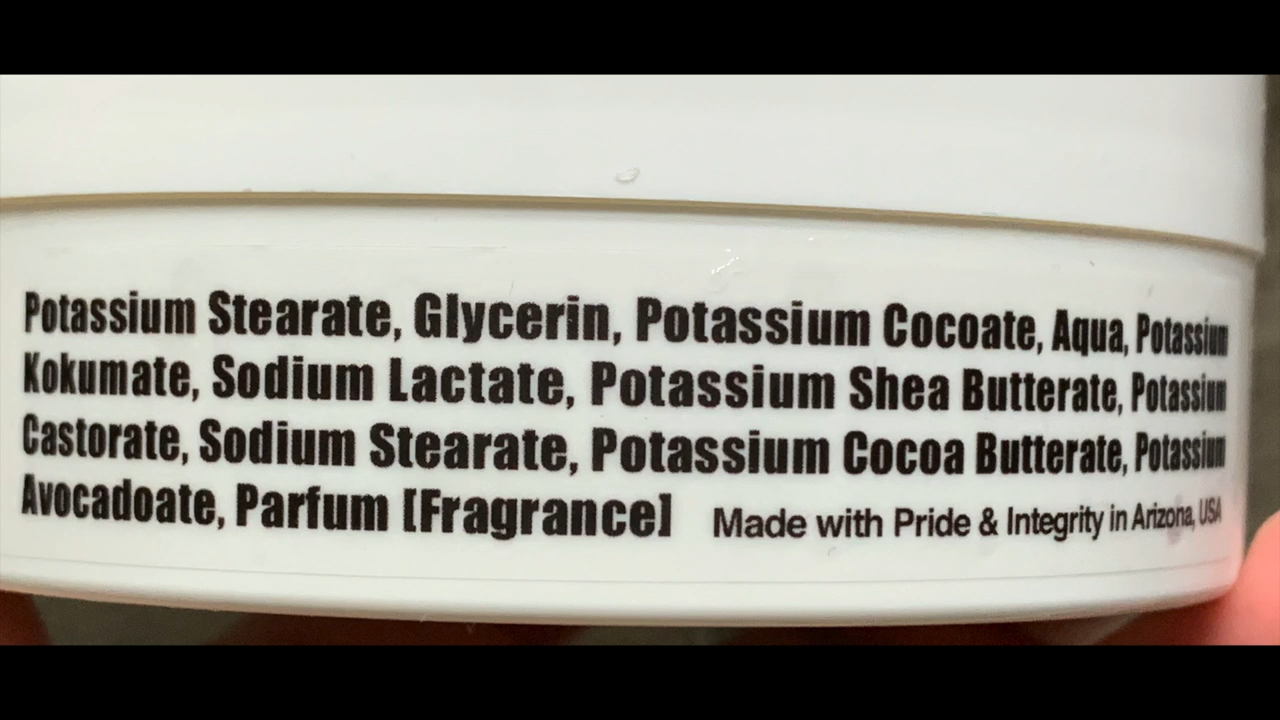 Potassium Stearate, Glycerin, Potassium Cocoate, Aqua, Potassium
Kokumate, Sodium Lactate, Potassium Shea Butterate, Potassium
Castorate, Sodium Stearate, Potassium Cocoa Butterate, Potassium
Avocadoate, Parfum [Fragrance] Made with Pride & Integrity in Arizona, USA